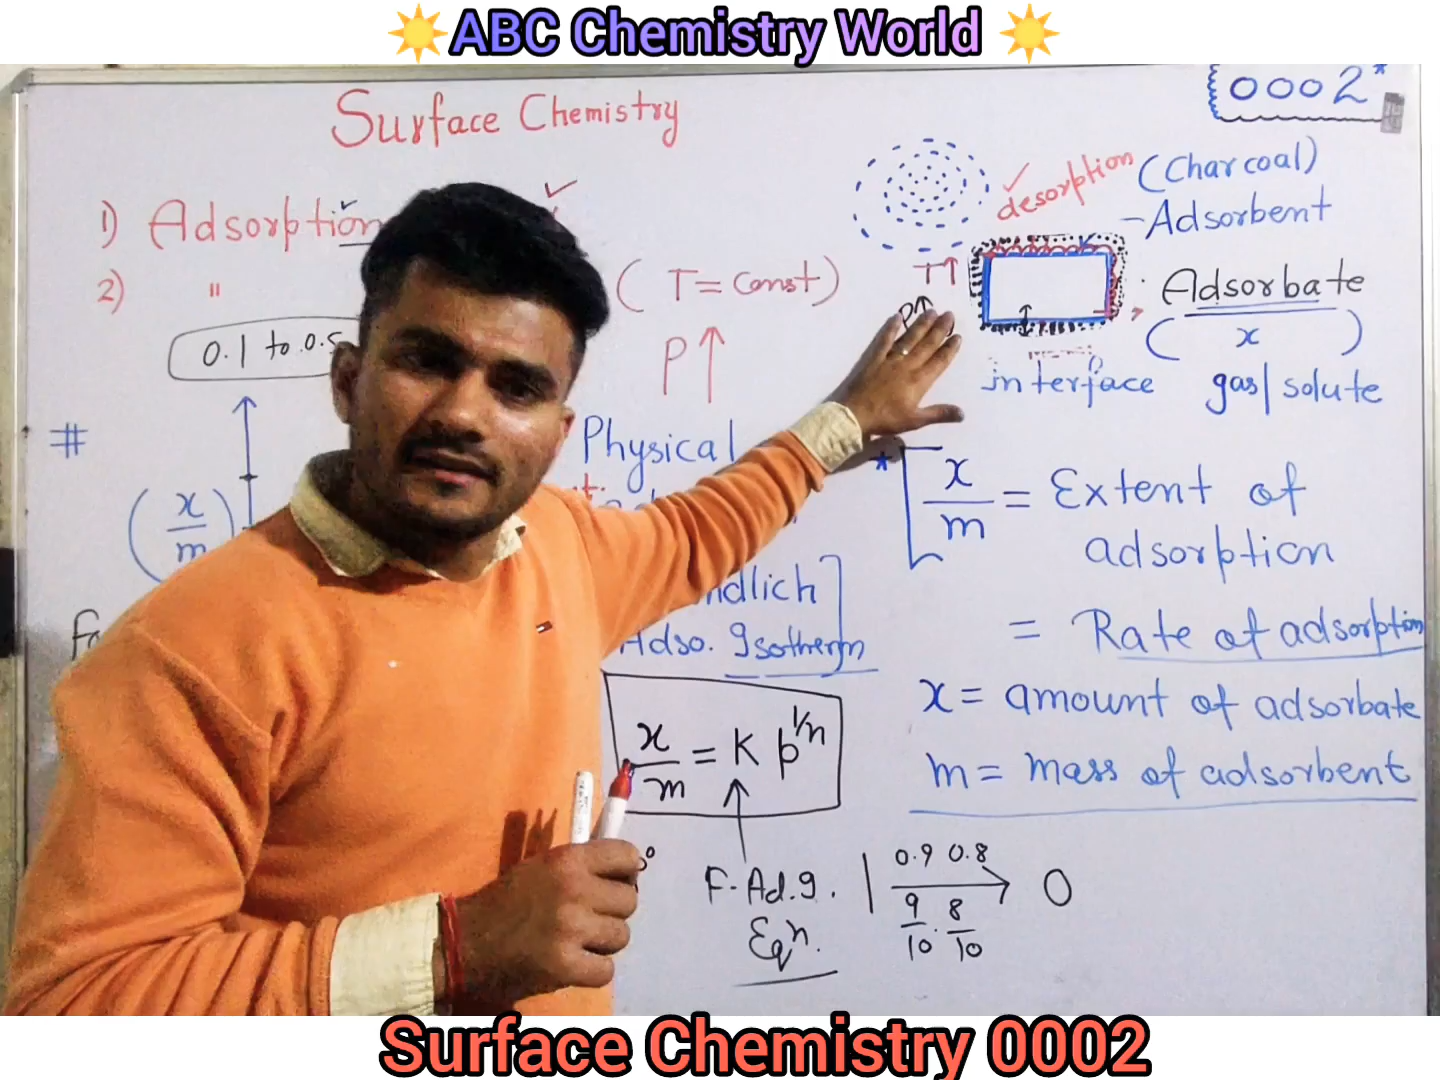 ABC Chemistry World
0002*
Surface Chemistry
1) Adsorption
2) " (T = Const)
0.1 to 0.5
P↑
desorption
(Charcoal)
- Adsorbent
T↑
P↑
Adsorbate
( x )
interface
gas/solute
#
Physical
(x/m)
* [ x/m = Extent of
adsorption
= Rate of adsorption
x = amount of adsorbate
m = mass of adsorbent
ndlich]
Adso. Isotherm
x/m = K p^1/n
F. Ad. I.
Eqn.
1 0.9 0.8 → 0
9/10 . 8/10
Surface Chemistry 0002